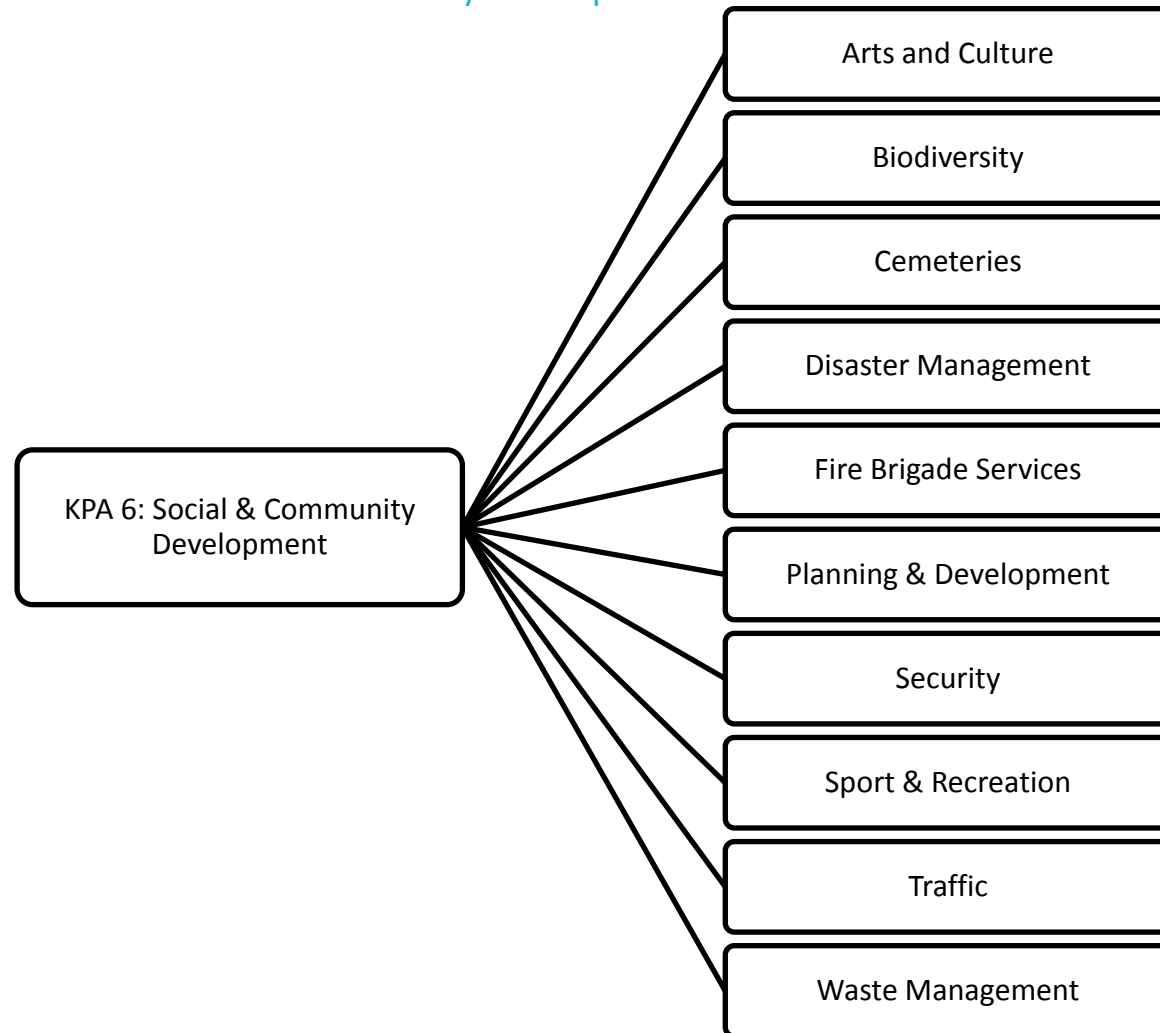 Arts and Culture
Biodiversity
Cemeteries
Disaster Management
Fire Brigade Services
KPA 6: Social & Community
Development
Planning & Development
Security
Sport & Recreation
Traffic
Waste Management